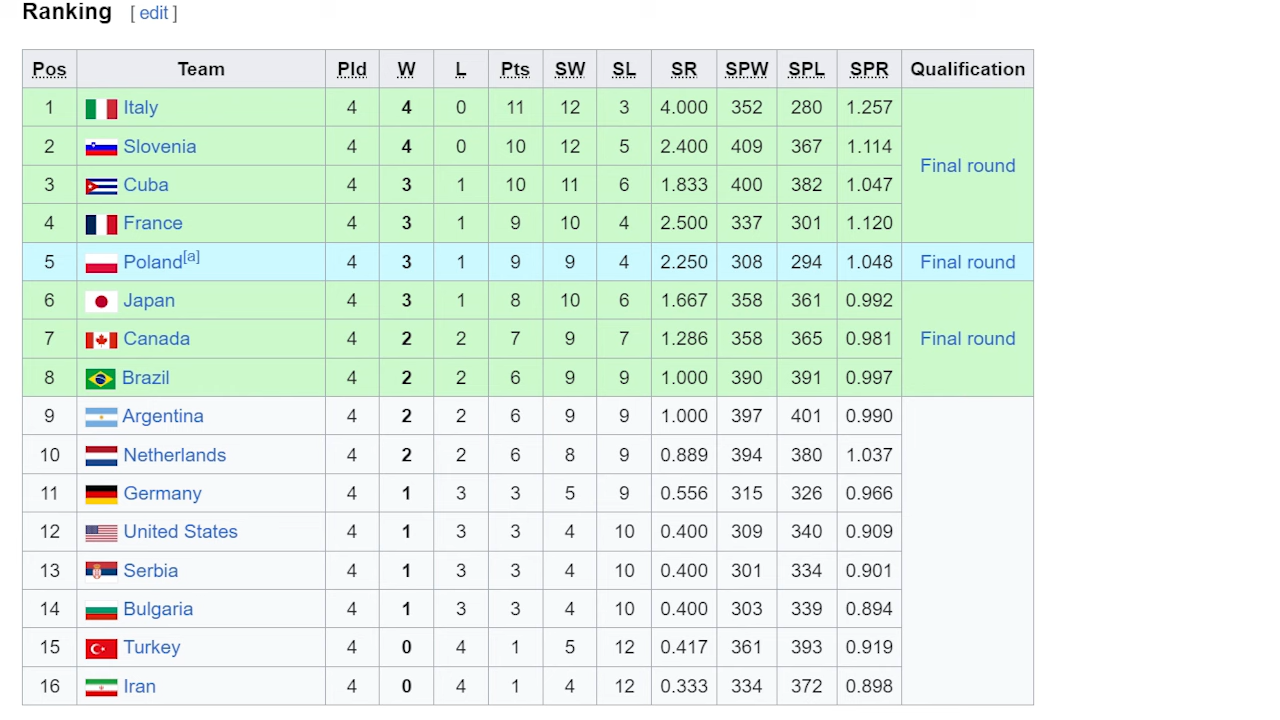 Ranking [ edit ]
Pos Team Pld W L Pts SW SL SR SPW SPL SPR Qualification
1 Italy 4 4 0 11 12 3 4.000 352 280 1.257
2 Slovenia 4 4 0 10 12 5 2.400 409 367 1.114
Final round
3 Cuba 4 3 1 10 11 6 1.833 400 382 1.047
4 France 4 3 1 9 10 4 2.500 337 301 1.120
5 Poland[a] 4 3 1 9 9 4 2.250 308 294 1.048 Final round
6 Japan 4 3 1 8 10 6 1.667 358 361 0.992
7 Canada 4 2 2 7 9 7 1.286 358 365 0.981 Final round
8 Brazil 4 2 2 6 9 9 1.000 390 391 0.997
9 Argentina 4 2 2 6 9 9 1.000 397 401 0.990
10 Netherlands 4 2 2 6 8 9 0.889 394 380 1.037
11 Germany 4 1 3 3 5 9 0.556 315 326 0.966
12 United States 4 1 3 3 4 10 0.400 309 340 0.909
13 Serbia 4 1 3 3 4 10 0.400 301 334 0.901
14 Bulgaria 4 1 3 3 4 10 0.400 303 339 0.894
15 Turkey 4 0 4 1 5 12 0.417 361 393 0.919
16 Iran 4 0 4 1 4 12 0.333 334 372 0.898